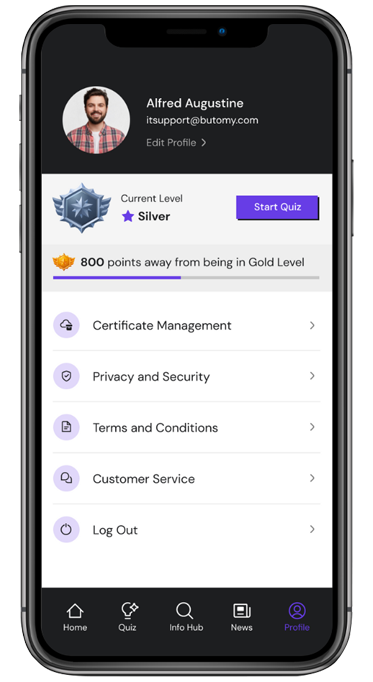 Alfred Augustine
itsupport@butomy.com
Edit Profile
Current Level
Silver
Start Quiz
800 points away from being in Gold Level
Certificate Management
Privacy and Security
Terms and Conditions
Customer Service
Log Out
Home Quiz Info Hub News Profile